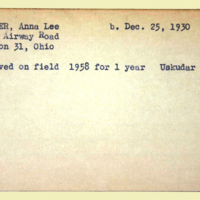 ER, Anna Lee b. Dec. 25, 1930
Airway Road
on 31, Ohio
ved on field 1958 for 1 year Uskudar